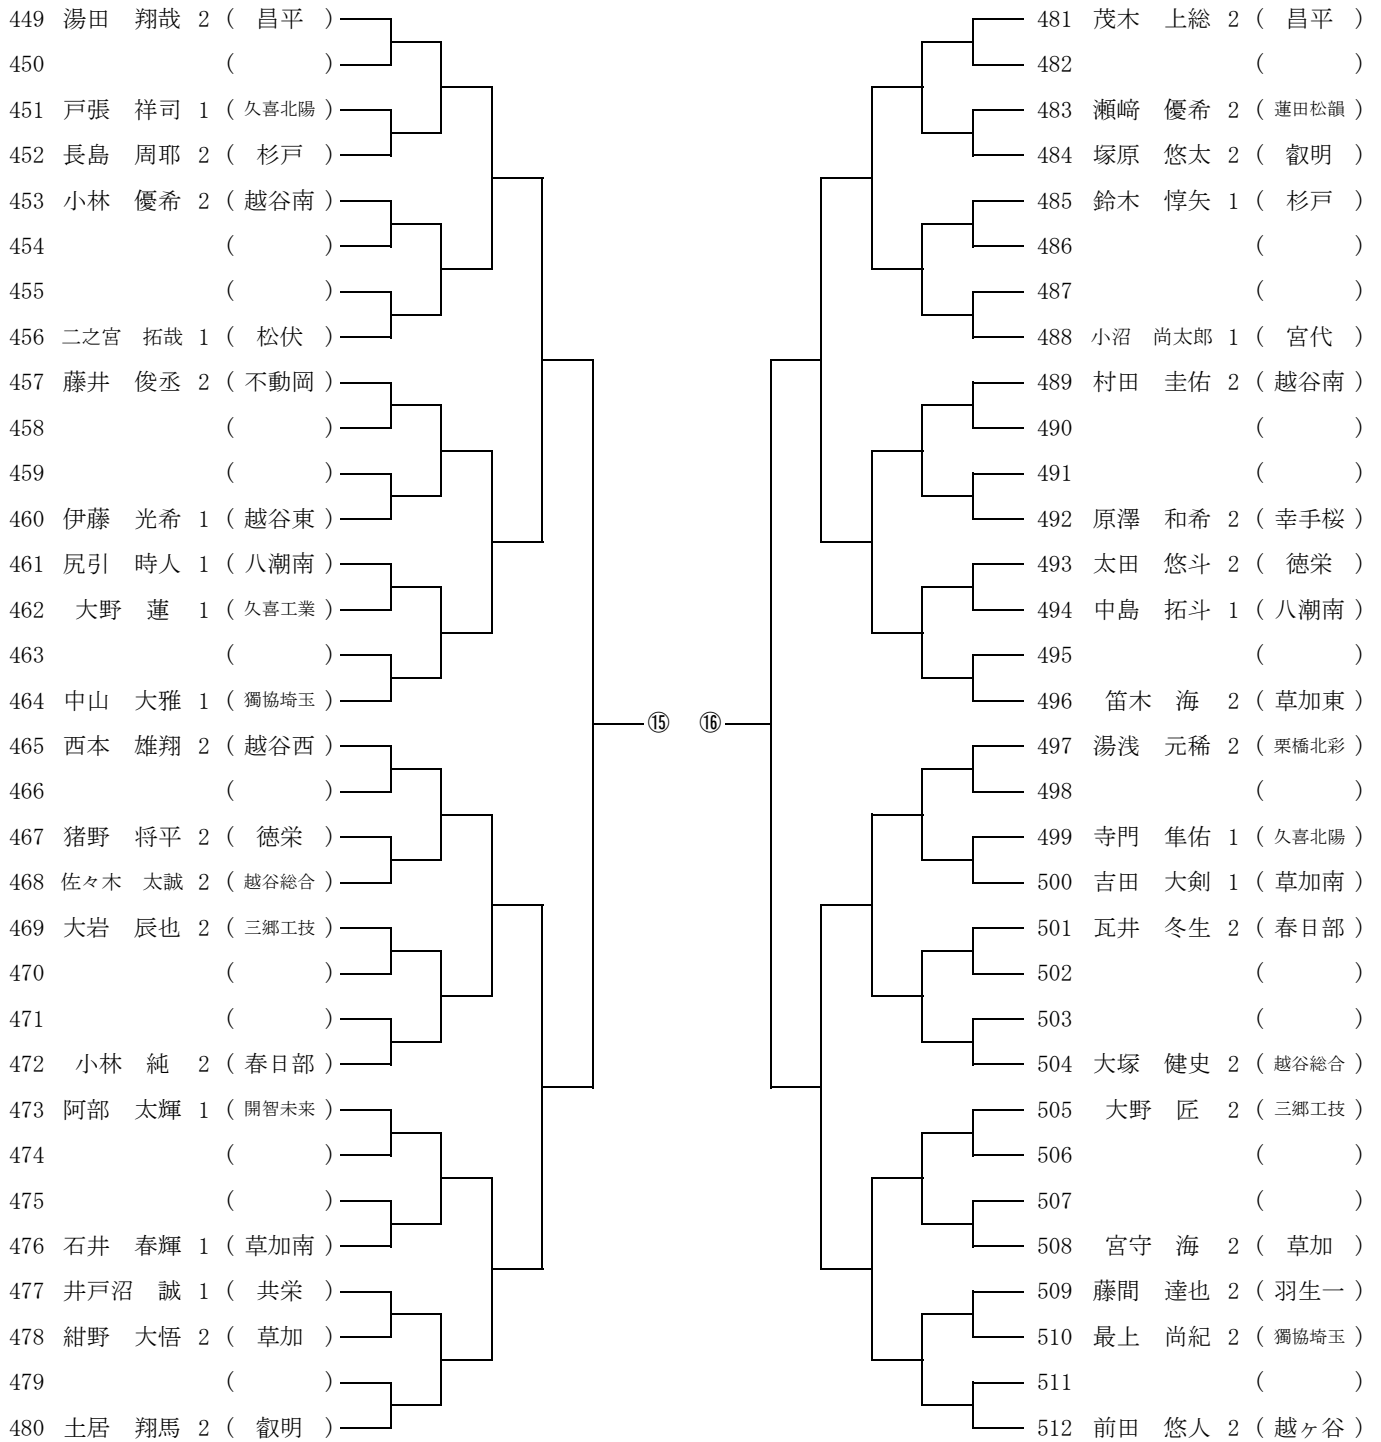 449 湯田 翔哉 2 ( 昌平 )
450 ( )
451 戸張 祥司 1 ( 久喜北陽 )
452 長島 周耶 2 ( 杉戸 )
453 小林 優希 2 ( 越谷南 )
454 ( )
455 ( )
456 二之宮 拓哉 1 ( 松伏 )
457 藤井 俊丞 2 ( 不動岡 )
458 ( )
459 ( )
460 伊藤 光希 1 ( 越谷東 )
461 尻引 時人 1 ( 八潮南 )
462 大野 蓮 1 ( 久喜工業 )
463 ( )
464 中山 大雅 1 ( 獨協埼玉 )
465 西本 雄翔 2 ( 越谷西 )
466 ( )
467 猪野 将平 2 ( 徳栄 )
468 佐々木 太誠 2 ( 越谷総合 )
469 大岩 辰也 2 ( 三郷工技 )
470 ( )
471 ( )
472 小林 純 2 ( 春日部 )
473 阿部 太輝 1 ( 開智未来 )
474 ( )
475 ( )
476 石井 春輝 1 ( 草加南 )
477 井戸沼 誠 1 ( 共栄 )
478 紺野 大悟 2 ( 草加 )
479 ( )
480 土居 翔馬 2 ( 叡明 )
⑮ ⑯
481 茂木 上総 2 ( 昌平 )
482 ( )
483 瀬﨑 優希 2 ( 蓮田松韻 )
484 塚原 悠太 2 ( 叡明 )
485 鈴木 惇矢 1 ( 杉戸 )
486 ( )
487 ( )
488 小沼 尚太郎 1 ( 宮代 )
489 村田 圭佑 2 ( 越谷南 )
490 ( )
491 ( )
492 原澤 和希 2 ( 幸手桜 )
493 太田 悠斗 2 ( 徳栄 )
494 中島 拓斗 1 ( 八潮南 )
495 ( )
496 笛木 海 2 ( 草加東 )
497 湯浅 元稀 2 ( 栗橋北彩 )
498 ( )
499 寺門 隼佑 1 ( 久喜北陽 )
500 吉田 大剣 1 ( 草加南 )
501 瓦井 冬生 2 ( 春日部 )
502 ( )
503 ( )
504 大塚 健史 2 ( 越谷総合 )
505 大野 匠 2 ( 三郷工技 )
506 ( )
507 ( )
508 宮守 海 2 ( 草加 )
509 藤間 達也 2 ( 羽生一 )
510 最上 尚紀 2 ( 獨協埼玉 )
511 ( )
512 前田 悠人 2 ( 越ヶ谷 )